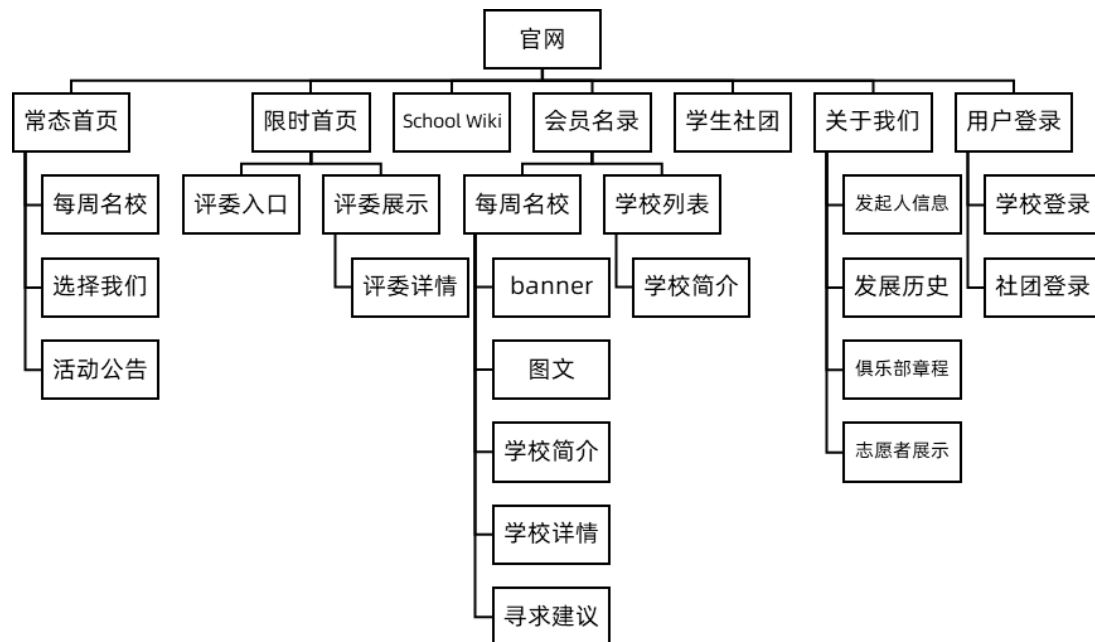 官网
常态首页
限时首页
School Wiki
会员名录
学生社团
关于我们
用户登录
每周名校
评委入口
评委展示
每周名校
学校列表
发起人信息
学校登录
选择我们
评委详情
banner
学校简介
发展历史
社团登录
活动公告
图文
俱乐部章程
学校简介
志愿者展示
学校详情
寻求建议